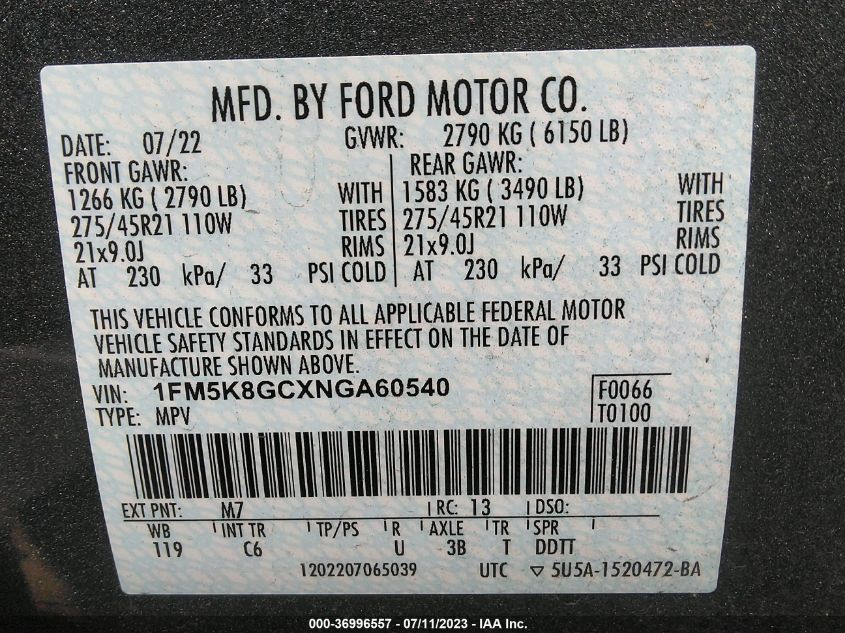 MFD. BY FORD MOTOR CO.
DATE: 07/22 GVWR: 2790 KG ( 6150 LB)
FRONT GAWR: REAR GAWR:
1266 KG ( 2790 LB) WITH 1583 KG ( 3490 LB) WITH
275/45R21 110W TIRES 275/45R21 110W TIRES
21x9.0J RIMS 21x9.0J RIMS
AT 230 kPa/ 33 PSI COLD AT 230 kPa/ 33 PSI COLD
THIS VEHICLE CONFORMS TO ALL APPLICABLE FEDERAL MOTOR
VEHICLE SAFETY STANDARDS IN EFFECT ON THE DATE OF
MANUFACTURE SHOWN ABOVE.
VIN: 1FM5K8GCXNGA60540 F0066
TYPE: MPV T0100
EXT PNT: M7 RC: 13 DSO:
WB INT TR TP/PS R AXLE TR SPR
119 C6 U 3B T DDTT
1202207065039 UTC ▽ 5U5A-1520472-BA
000-36996557 - 07/11/2023 - IAA Inc.